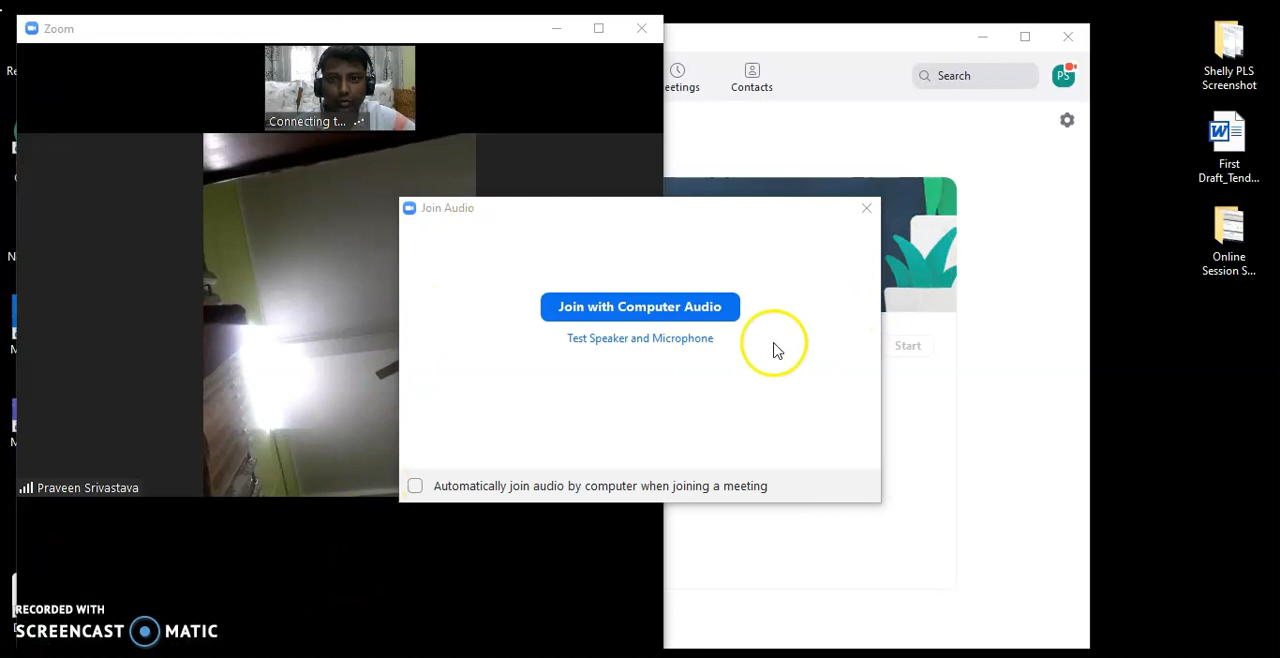 Zoom
Connecting t...
Praveen Srivastava
eetings
Contacts
Search
PS
Start
Join Audio
Join with Computer Audio
Test Speaker and Microphone
Automatically join audio by computer when joining a meeting
Shelly PLS
Screenshot
First
Draft_Tend...
Online
Session S...
Re
N
M
M
RECORDED WITH
SCREENCAST MATIC